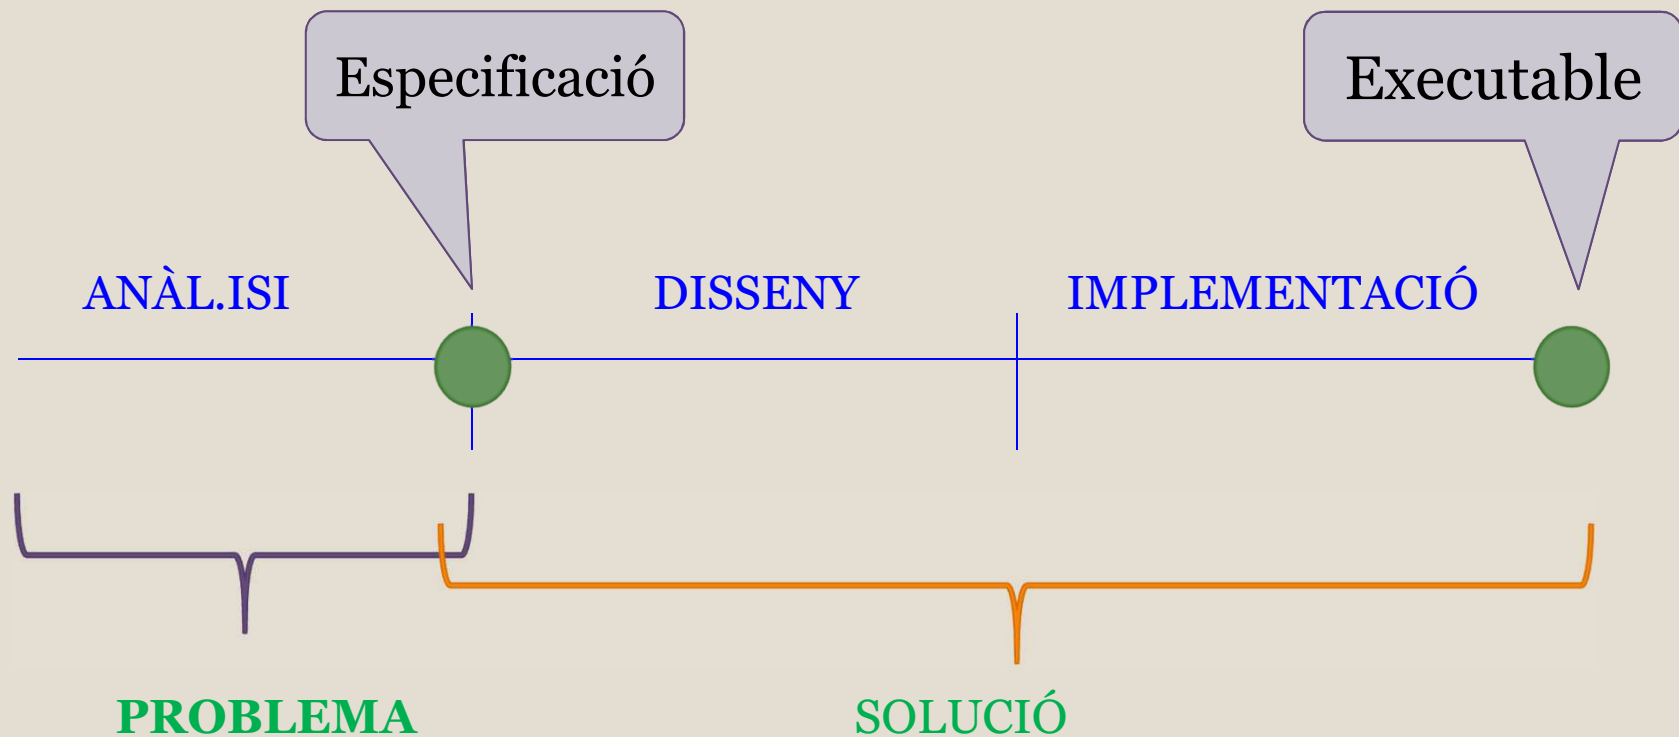 Especificació
Executable
ANÀL.ISI
DISSENY
IMPLEMENTACIÓ
PROBLEMA
SOLUCIÓ